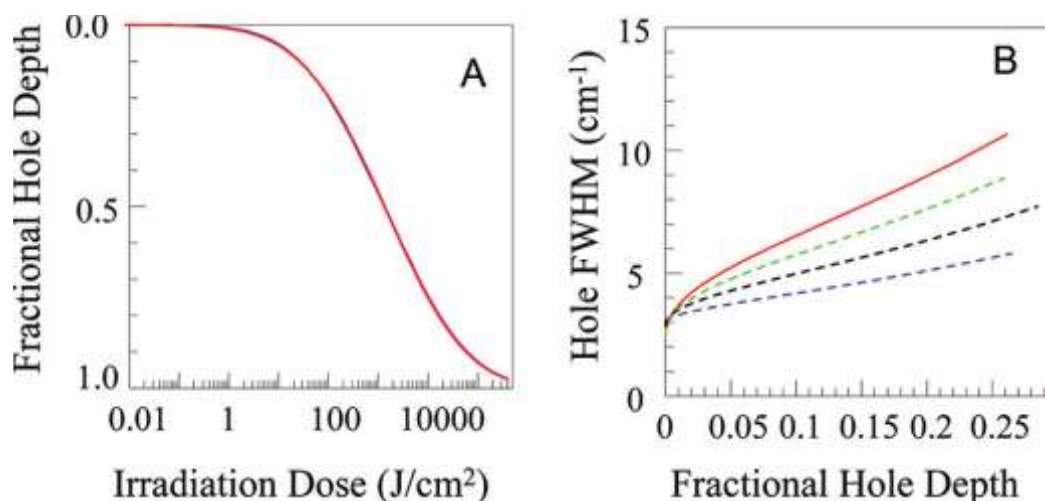 Fractional Hole Depth
0.0
0.5
1.0
A
0.01 1 100 10000
Irradiation Dose (J/cm²)
Hole FWHM (cm⁻¹)
15
10
5
0
B
0 0.05 0.1 0.15 0.2 0.25
Fractional Hole Depth